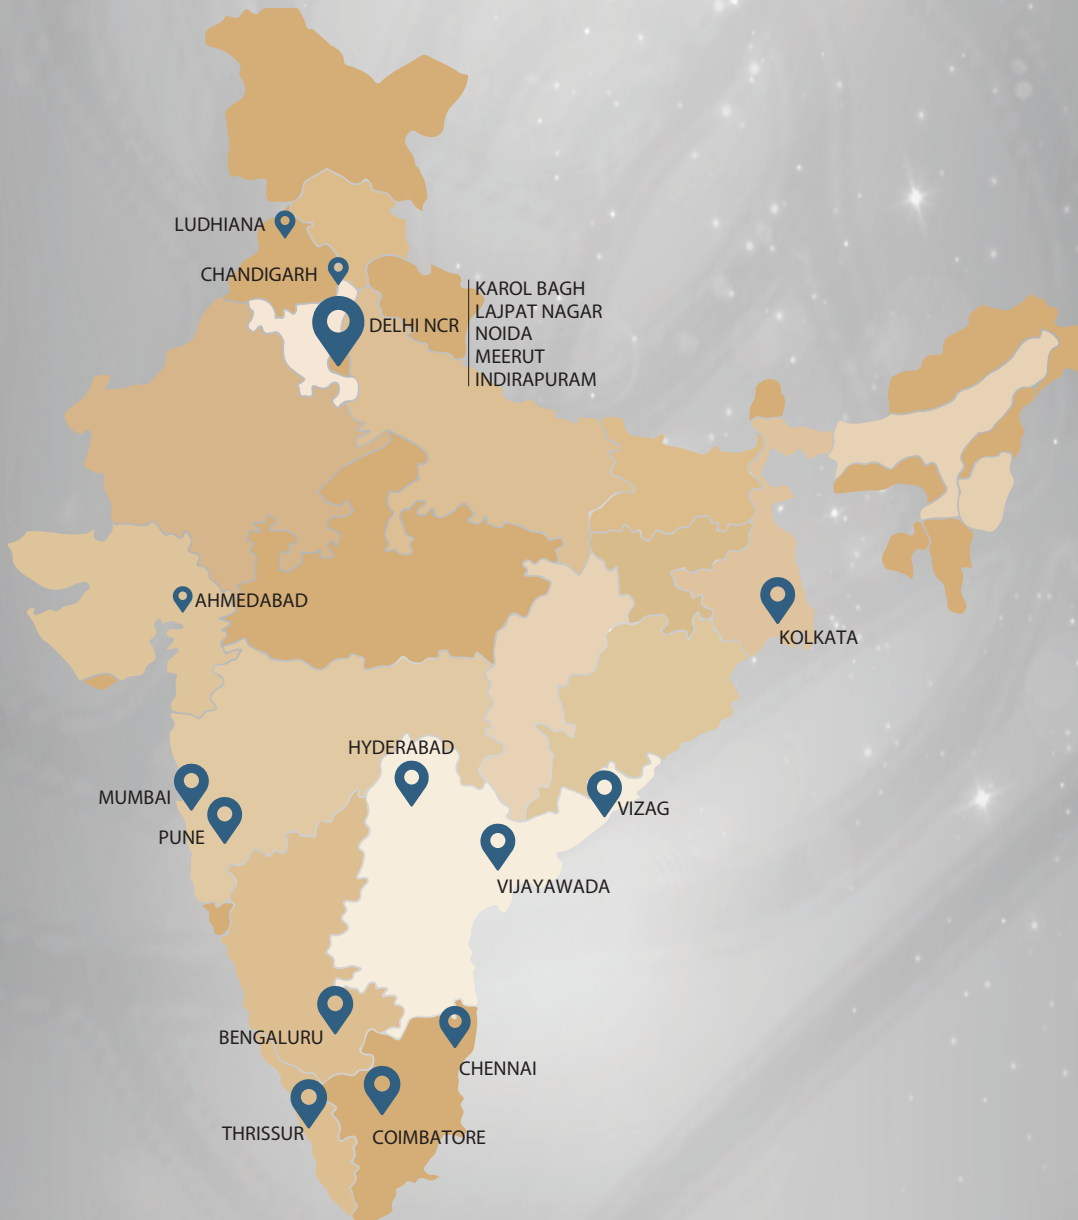 LUDHIANA
CHANDIGARH
DELHI NCR
KAROL BAGH
LAJPAT NAGAR
NOIDA
MEERUT
INDIRAPURAM
AHMEDABAD
KOLKATA
HYDERABAD
MUMBAI
VIZAG
PUNE
VIJAYAWADA
BENGALURU
CHENNAI
THRISSUR
COIMBATORE